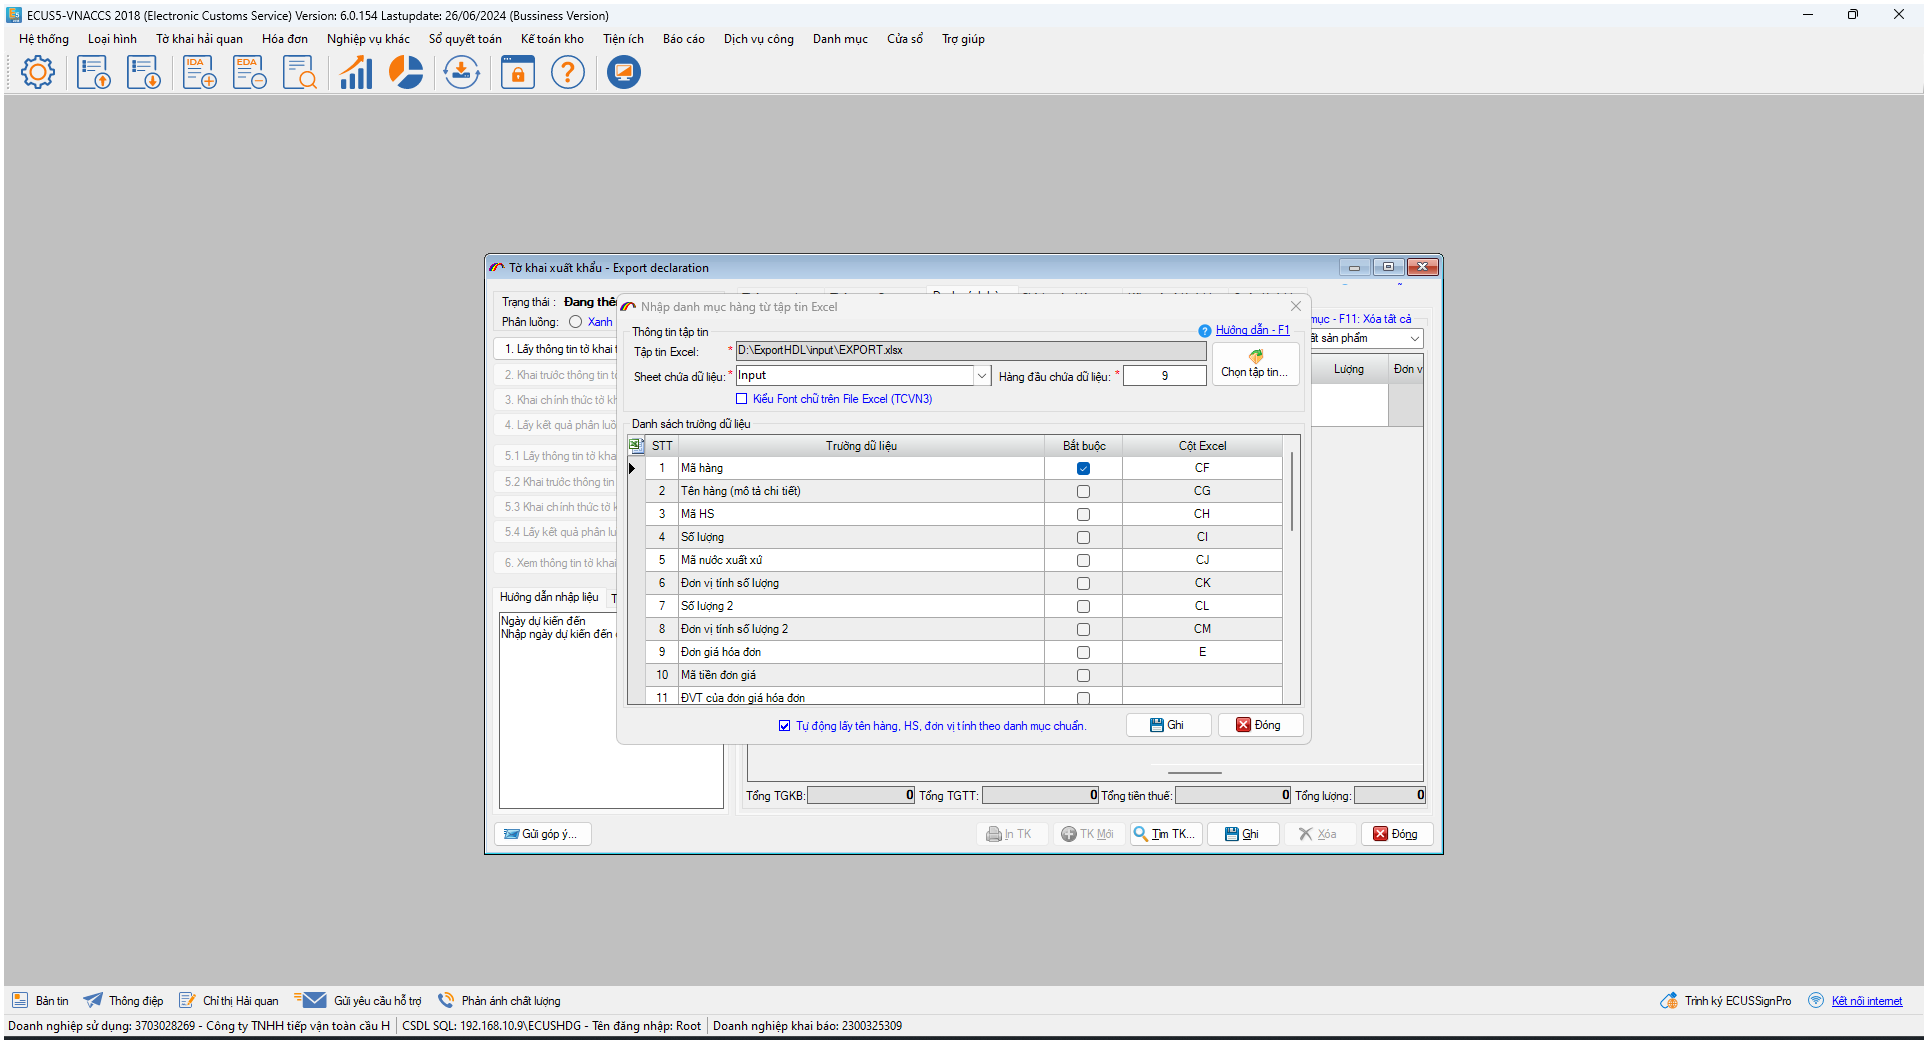 ECUS5-VNACCS 2018 (Electronic Customs Service) Version: 6.0.154 Lastupdate: 26/06/2024 (Bussiness Version)
Hệ thống Loại hình Tờ khai hải quan Hóa đơn Nghiệp vụ khác Sổ quyết toán Kế toán kho Tiện ích Báo cáo Dịch vụ công Danh mục Cửa sổ Trợ giúp
IDA EDA
Tờ khai xuất khẩu - Export declaration
Trạng thái :
Phân luồng: Xanh
Nhập danh mục hàng từ tập tin Excel
Thông tin tập tin
Hướng dẫn - F1
mục - F11: Xóa tất cả
Tập tin Excel: * D:\ExportHDL\input\EXPORT.xlsx
Chọn tập tin...
sản phẩm
Sheet chứa dữ liệu: * Input Hàng đầu chứa dữ liệu: * 9
Lượng
Kiểu Font chữ trên File Excel (TCVN3)
Danh sách trường dữ liệu
STT Trường dữ liệu Bắt buộc Cột Excel
1 Mã hàng CF
2 Tên hàng (mô tả chi tiết) CG
3 Mã HS CH
4 Số lượng CI
5 Mã nước xuất xứ CJ
6 Đơn vị tính số lượng CK
7 Số lượng 2 CL
8 Đơn vị tính số lượng 2 CM
9 Đơn giá hóa đơn E
10 Mã tiền đơn giá
11 ĐVT của đơn giá hóa đơn
Tự động lấy tên hàng, HS, đơn vị tính theo danh mục chuẩn.
Ghi Đóng
1. Lấy thông tin tờ khai
2. Khai trước thông tin
3. Khai chính thức tờ
4. Lấy kết quả phân
5.1 Lấy thông tin tờ
5.2 Khai trước thông tin
5.3 Khai chính thức tờ
5.4 Lấy kết quả phân
6. Xem thông tin tờ khai
Hướng dẫn nhập liệu
Ngày dự kiến đến
Nhập ngày dự kiến đến
Tổng TGKB: 0 Tổng TGTT: 0 Tổng tiền thuế: 0 Tổng lượng: 0
Gửi góp ý... In TK TK Mới Tìm TK... Ghi Xóa Đóng
Bản tin Thông điệp Chỉ thị Hải quan Gửi yêu cầu hỗ trợ Phản ánh chất lượng Trình ký ECUSSignPro Kết nối internet
Doanh nghiệp sử dụng: 3703028269 - Công ty TNHH tiếp vận toàn cầu H CSDL SQL: 192.168.10.9\ECUSHDG - Tên đăng nhập: Root Doanh nghiệp khai báo: 2300325309